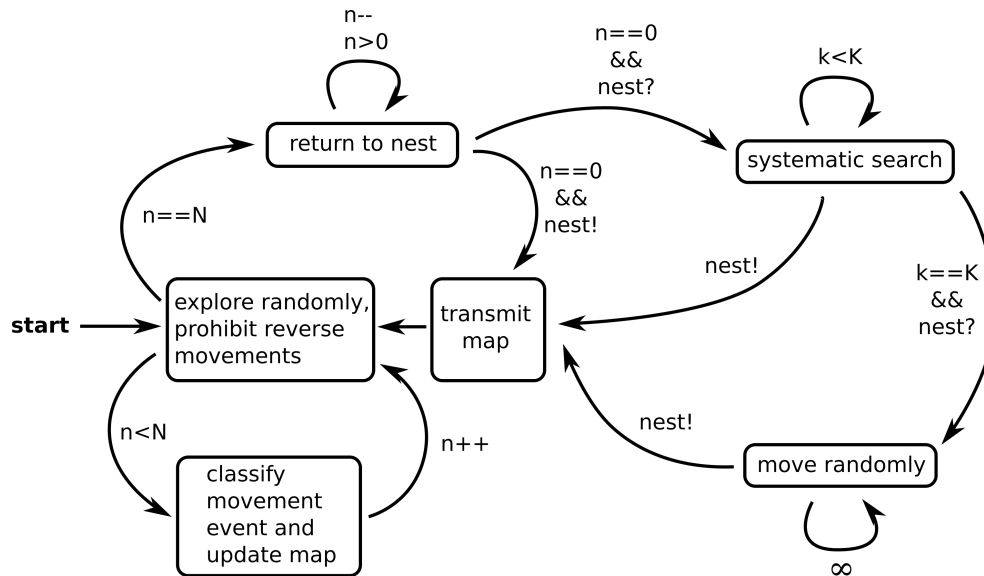 n--
n>0
n==0
&&
nest?
k<K
return to nest
systematic search
n==0
&&
nest!
n==N
nest!
k==K
&&
nest?
start
explore randomly,
prohibit reverse
movements
transmit
map
n<N
n++
nest!
move randomly
classify
movement
event and
update map
∞